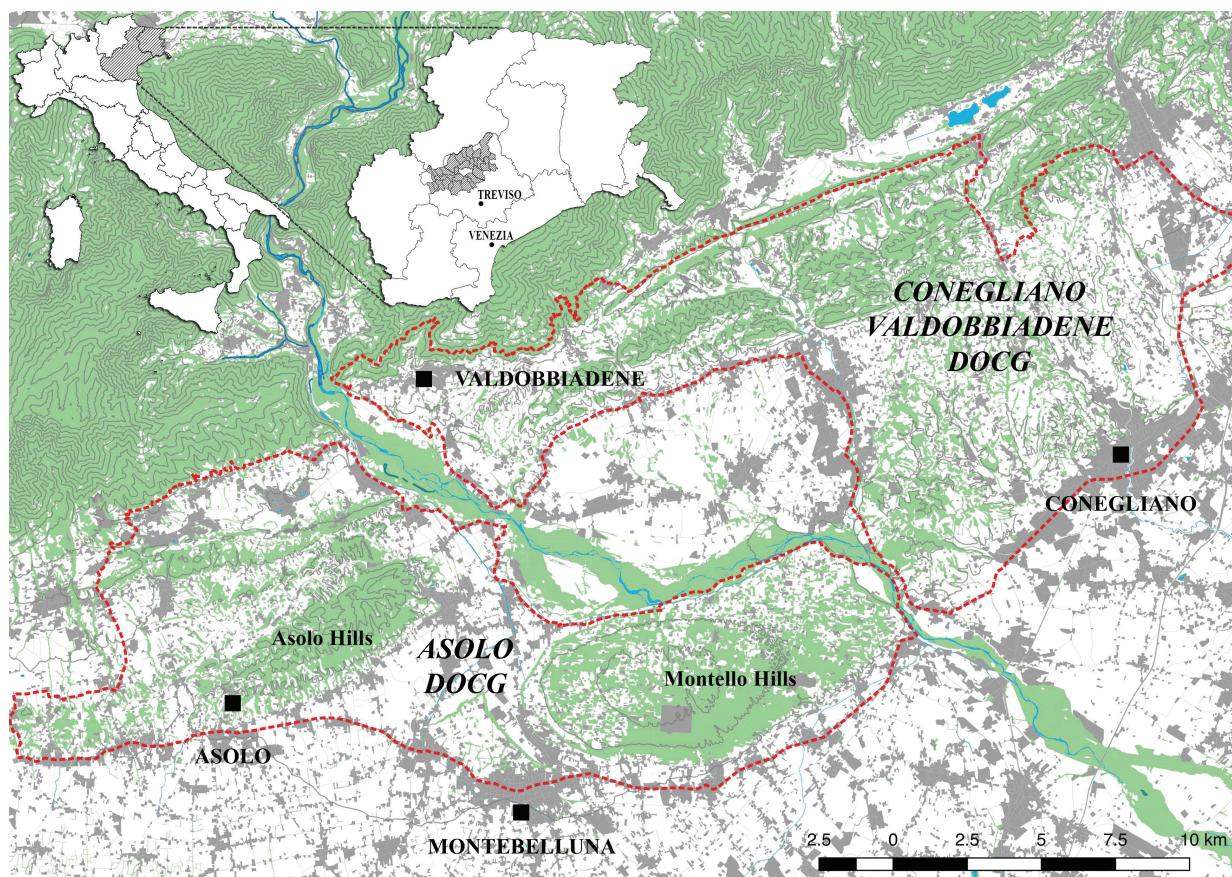 TREVISO
VENEZIA
CONEGLIANO
VALDOBBIADENE
DOCG
VALDOBBIADENE
CONEGLIANO
Asolo Hills
ASOLO
DOCG
Montello Hills
ASOLO
MONTEBELLUNA
2.5 0 2.5 5 7.5 10 km